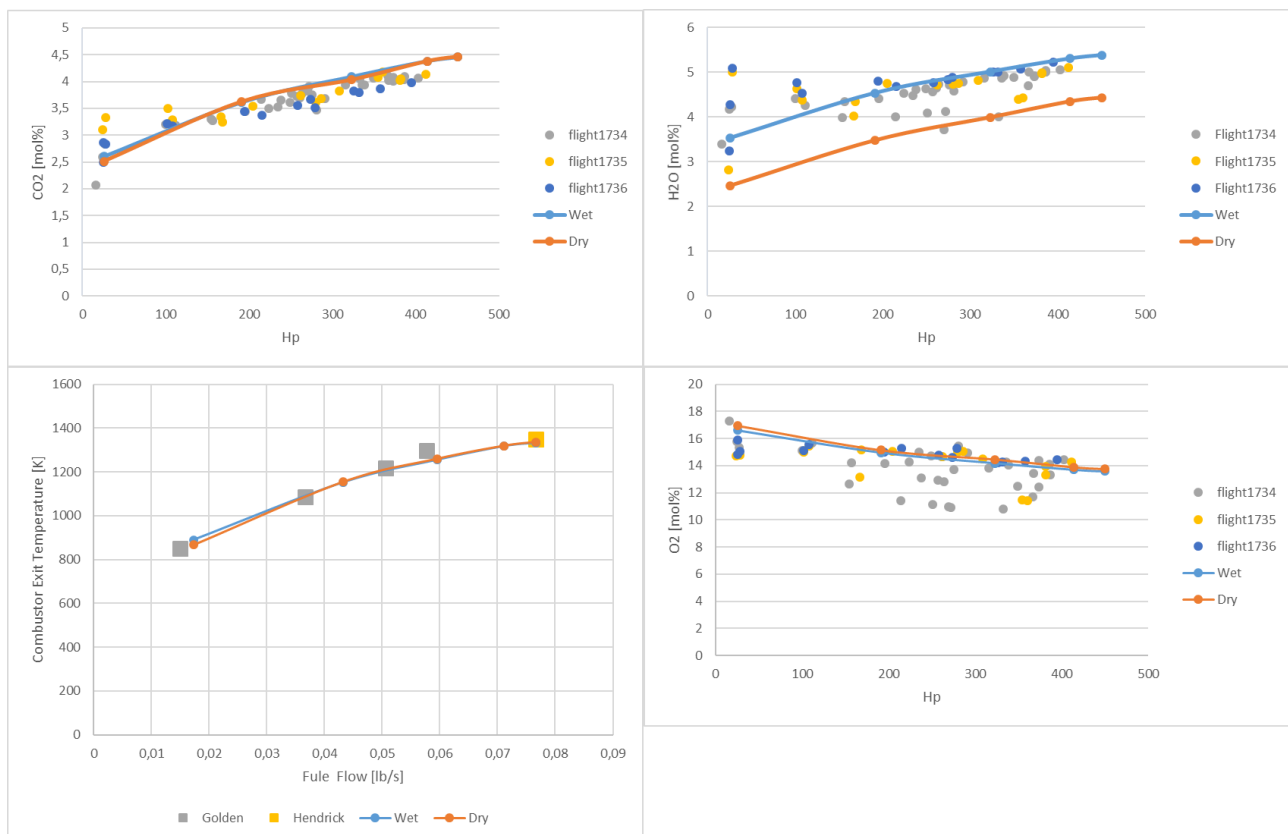 5
4,5
4
3,5
3
2,5
2
1,5
1
0,5
0
CO2 [mol%]
0 100 200 300 400 500
Hp
flight1734
flight1735
flight1736
Wet
Dry
6
5
4
3
2
1
0
H2O [mol%]
0 100 200 300 400 500
Hp
Flight1734
Flight1735
Flight1736
Wet
Dry
1600
1400
1200
1000
800
600
400
200
0
Combustor Exit Temperature [K]
0 0,01 0,02 0,03 0,04 0,05 0,06 0,07 0,08 0,09
Fule Flow [lb/s]
Golden Hendrick Wet Dry
20
18
16
14
12
10
8
6
4
2
0
O2 [mol%]
0 100 200 300 400 500
Hp
flight1734
flight1735
flight1736
Wet
Dry